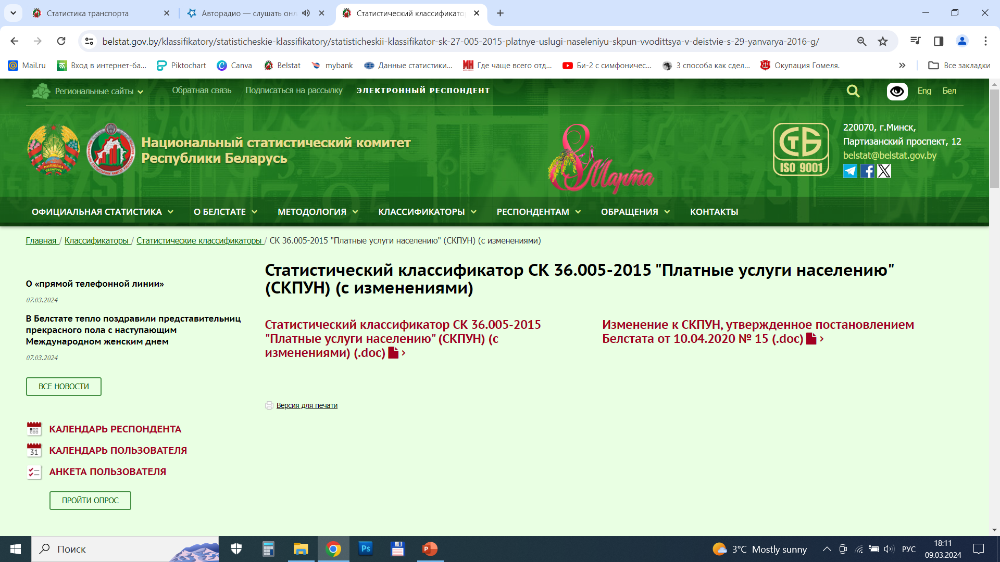 Статистика транспорта
Авторадио — слушать онл
Статистический классификато
belstat.gov.by/klassifikatory/statisticheskie-klassifikatory/statisticheskii-klassifikator-sk-27-005-2015-platnye-uslugi-naseleniyu-skpun-vvodittsya-v-deistvie-s-29-yanvarya-2016-g/
Mail.ru
Вход в интернет-ба...
Piktochart
Canva
Belstat
mybank
Данные статистики...
Где чаще всего отд...
Би-2 с симфоничес...
3 способа как сдел...
Окупация Гомеля.
Все закладки
Региональные сайты
Обратная связь
Подписаться на рассылку
ЭЛЕКТРОННЫЙ РЕСПОНДЕНТ
Eng
Бел
Национальный статистический комитет
Республики Беларусь
8 Марта
СТБ
ISO 9001
220070, г.Минск,
Партизанский проспект, 12
belstat@belstat.gov.by
ОФИЦИАЛЬНАЯ СТАТИСТИКА
О БЕЛСТАТЕ
МЕТОДОЛОГИЯ
КЛАССИФИКАТОРЫ
РЕСПОНДЕНТАМ
ОБРАЩЕНИЯ
КОНТАКТЫ
Главная / Классификаторы / Статистические классификаторы / СК 36.005-2015 "Платные услуги населению" (СКПУН) (с изменениями)
О «прямой телефонной линии»
07.03.2024
В Белстате тепло поздравили представительниц
прекрасного пола с наступающим
Международном женским днем
07.03.2024
ВСЕ НОВОСТИ
КАЛЕНДАРЬ РЕСПОНДЕНТА
31
КАЛЕНДАРЬ ПОЛЬЗОВАТЕЛЯ
АНКЕТА ПОЛЬЗОВАТЕЛЯ
ПРОЙТИ ОПРОС
Статистический классификатор СК 36.005-2015 "Платные услуги населению"
(СКПУН) (с изменениями)
Статистический классификатор СК 36.005-2015
"Платные услуги населению" (СКПУН) (с
изменениями) (.doc)
Изменение к СКПУН, утвержденное постановлением
Белстата от 10.04.2020 № 15 (.doc)
Версия для печати
Поиск
Ps
P
3°C Mostly sunny
РУС
18:11
09.03.2024